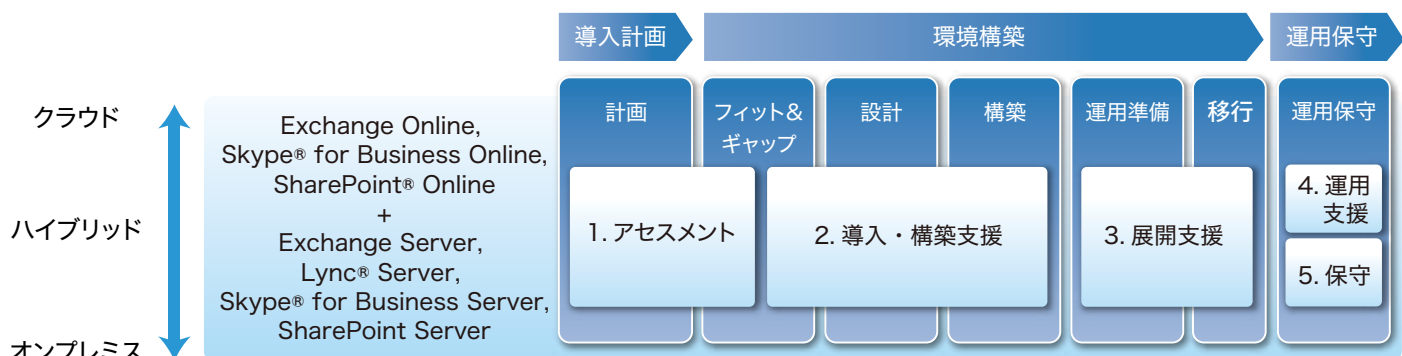 導入計画
環境構築
運用保守
計画
フィット&
ギャップ
設計
構築
運用準備
移行
運用保守
クラウド
ハイブリッド
オンプレミス
Exchange Online,
Skype® for Business Online,
SharePoint® Online
+
Exchange Server,
Lync® Server,
Skype® for Business Server,
SharePoint Server
1. アセスメント
2. 導入・構築支援
3. 展開支援
4. 運用
支援
5. 保守